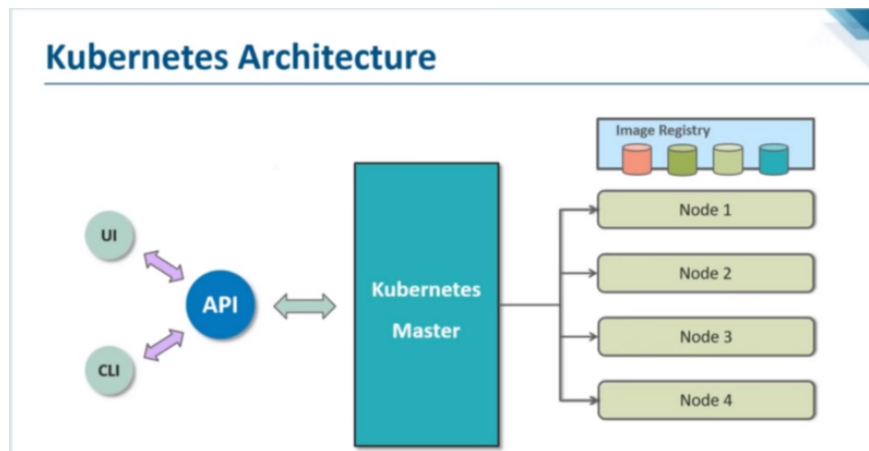 Kubernetes Architecture
Image Registry
UI
API
CLI
Kubernetes
Master
Node 1
Node 2
Node 3
Node 4